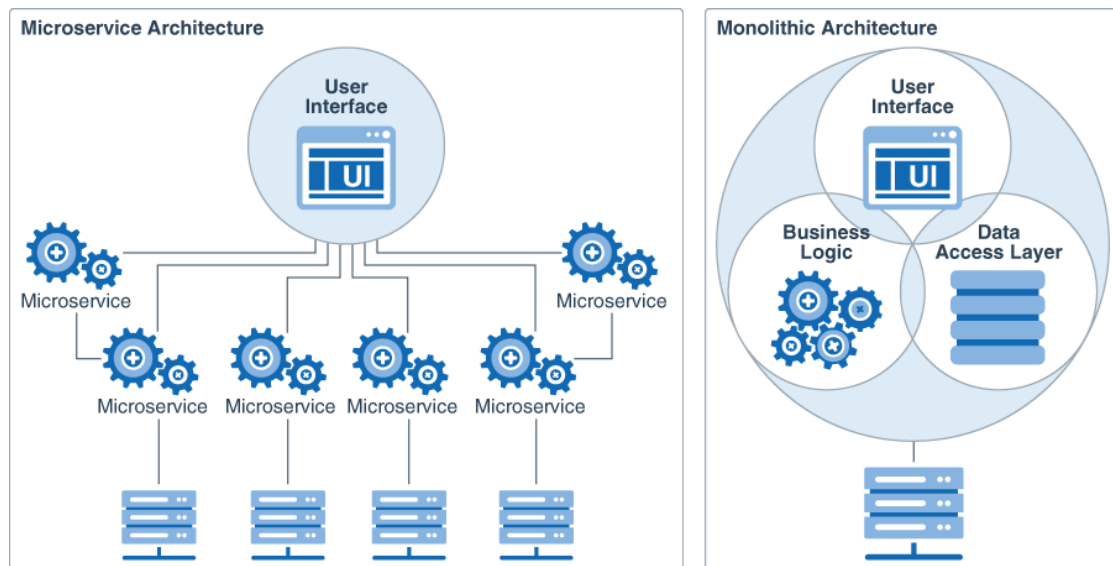 Microservice Architecture
User
Interface
UI
Microservice
Microservice
Microservice
Microservice
Microservice
Microservice
Monolithic Architecture
User
Interface
UI
Business
Logic
Data
Access Layer